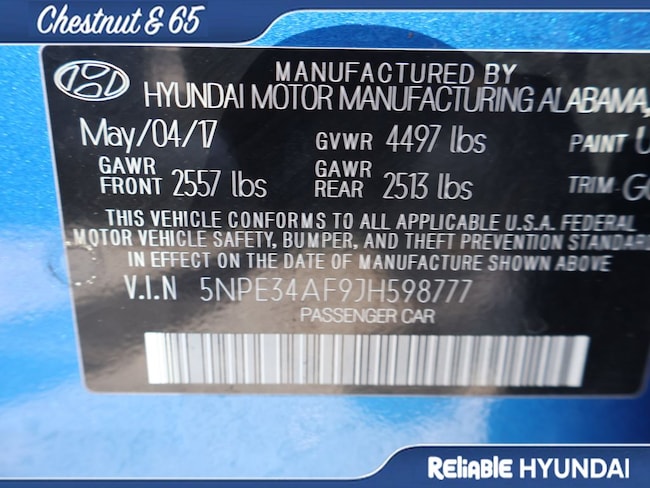 Chestnut & 65
MANUFACTURED BY
HYUNDAI MOTOR MANUFACTURING ALABAMA,
May/04/17 GVWR 4497 lbs PAINT
GAWR FRONT 2557 lbs GAWR REAR 2513 lbs TRIM
THIS VEHICLE CONFORMS TO ALL APPLICABLE U.S.A. FEDERAL
MOTOR VEHICLE SAFETY, BUMPER, AND THEFT PREVENTION STANDARD
IN EFFECT ON THE DATE OF MANUFACTURE SHOWN ABOVE
V.I.N 5NPE34AF9JH598777
PASSENGER CAR
Reliable HYUNDAI